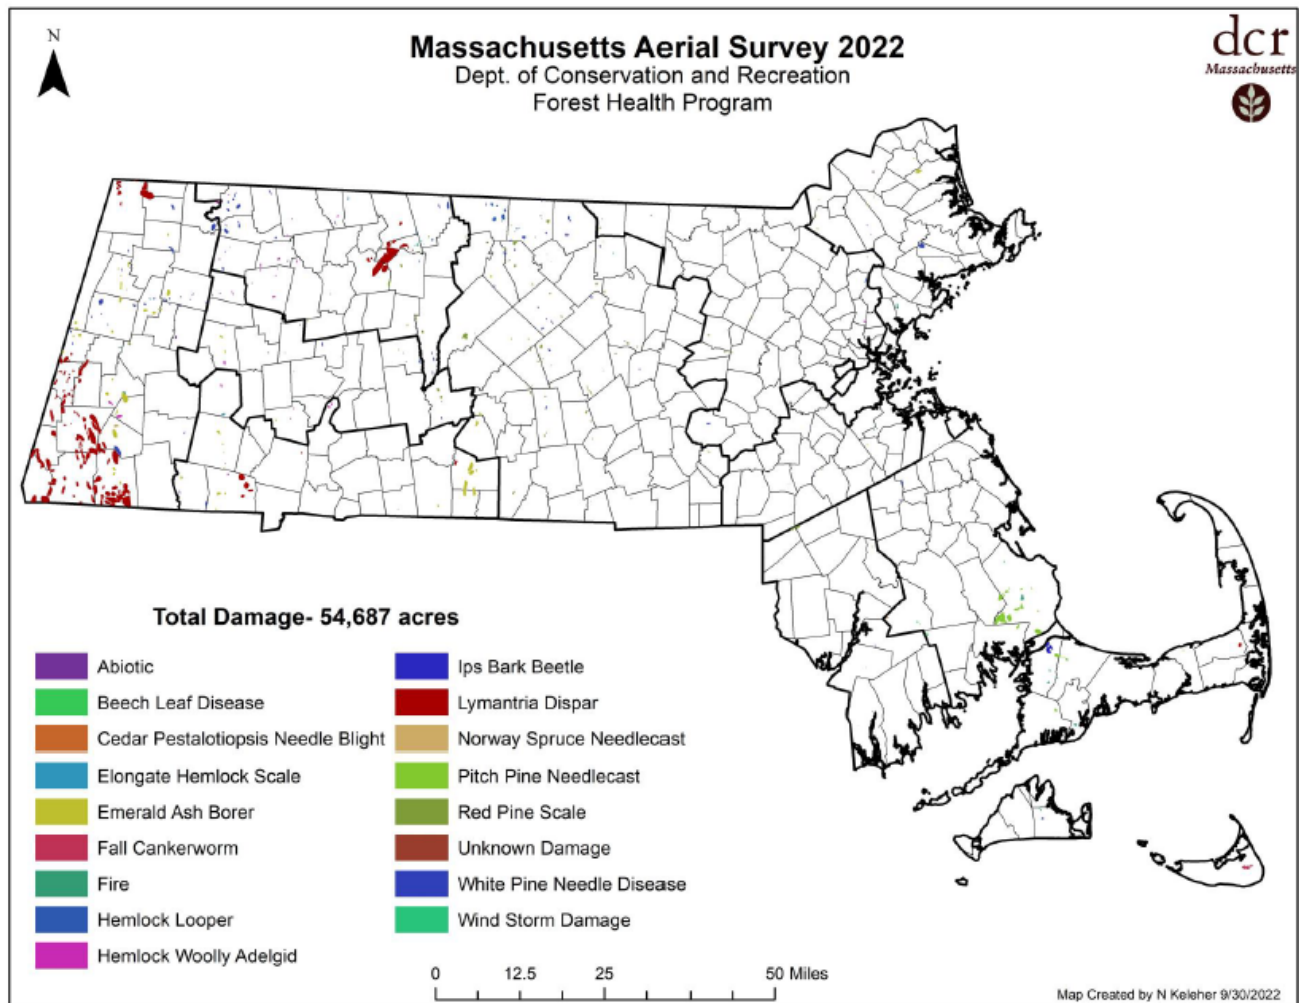 N
Massachusetts Aerial Survey 2022
Dept. of Conservation and Recreation
Forest Health Program
dcr
Massachusetts
Total Damage- 54,687 acres
Abiotic
Beech Leaf Disease
Cedar Pestalotiopsis Needle Blight
Elongate Hemlock Scale
Emerald Ash Borer
Fall Cankerworm
Fire
Hemlock Looper
Hemlock Woolly Adelgid
Ips Bark Beetle
Lymantria Dispar
Norway Spruce Needlecast
Pitch Pine Needlecast
Red Pine Scale
Unknown Damage
White Pine Needle Disease
Wind Storm Damage
0 12.5 25 50 Miles
Map Created by N Keleher 9/30/2022